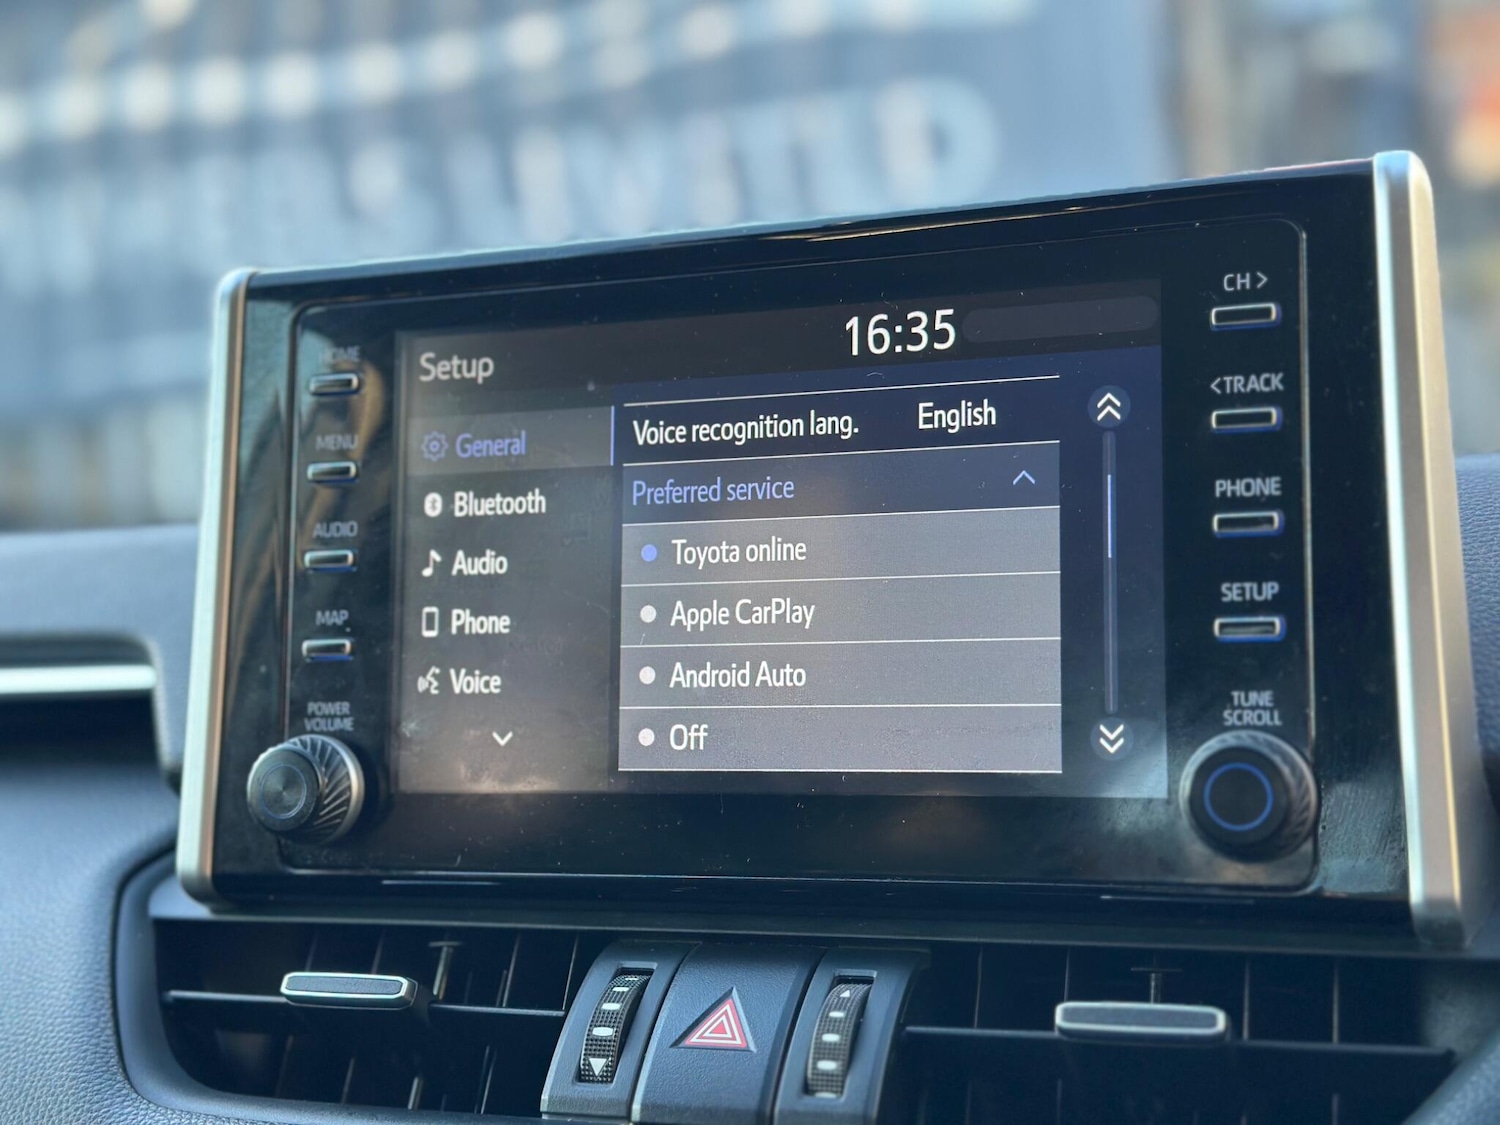 16:35
Setup
Voice recognition lang. English
General
Preferred service
Bluetooth
Toyota online
Audio
Apple CarPlay
Phone
Android Auto
Voice
Off
HOME
MENU
AUDIO
MAP
POWER
VOLUME
CH >
< TRACK
PHONE
SETUP
TUNE
SCROLL